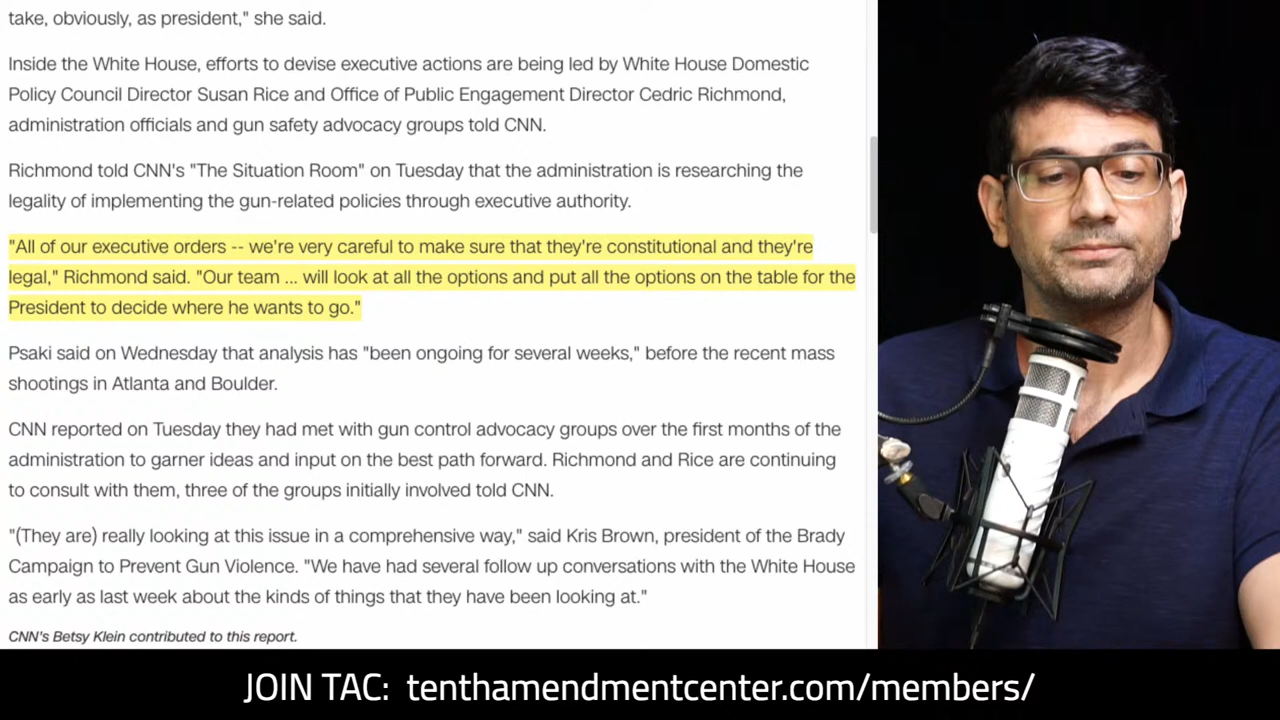 take, obviously, as president," she said.
Inside the White House, efforts to devise executive actions are being led by White House Domestic
Policy Council Director Susan Rice and Office of Public Engagement Director Cedric Richmond,
administration officials and gun safety advocacy groups told CNN.
Richmond told CNN's "The Situation Room" on Tuesday that the administration is researching the
legality of implementing the gun-related policies through executive authority.
"All of our executive orders -- we're very careful to make sure that they're constitutional and they're
legal," Richmond said. "Our team ... will look at all the options and put all the options on the table for the
President to decide where he wants to go."
Psaki said on Wednesday that analysis has "been ongoing for several weeks," before the recent mass
shootings in Atlanta and Boulder.
CNN reported on Tuesday they had met with gun control advocacy groups over the first months of the
administration to garner ideas and input on the best path forward. Richmond and Rice are continuing
to consult with them, three of the groups initially involved told CNN.
"(They are) really looking at this issue in a comprehensive way," said Kris Brown, president of the Brady
Campaign to Prevent Gun Violence. "We have had several follow up conversations with the White House
as early as last week about the kinds of things that they have been looking at."
CNN's Betsy Klein contributed to this report.
JOIN TAC: tenthamendmentcenter.com/members/